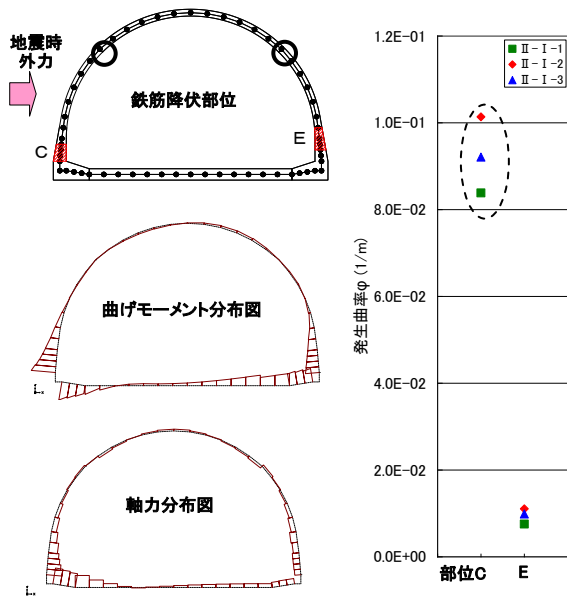 地震時
外力
鉄筋降伏部位
C
E
曲げモーメント分布図
軸力分布図
Ⅱ-Ⅰ-1
Ⅱ-Ⅰ-2
Ⅱ-Ⅰ-3
発生曲率φ (1/m)
1.2E-01
1.0E-01
8.0E-02
6.0E-02
4.0E-02
2.0E-02
0.0E+00
部位C E